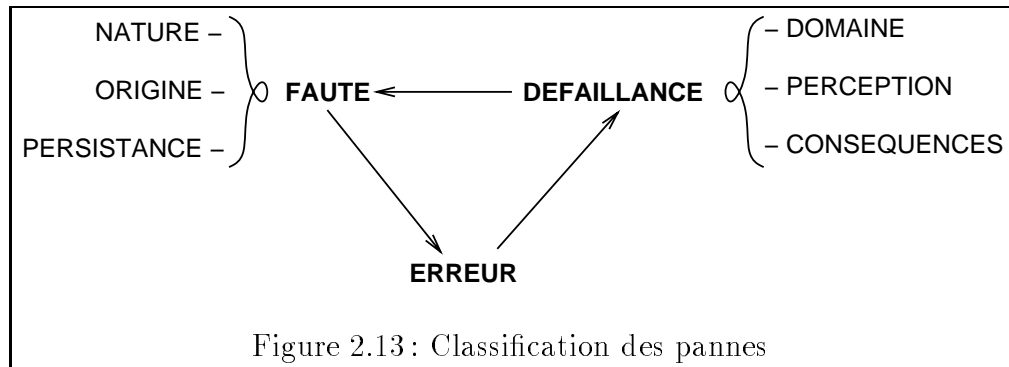 NATURE –
– DOMAINE
ORIGINE –
FAUTE
DEFAILLANCE
– PERCEPTION
PERSISTANCE –
– CONSEQUENCES
ERREUR
Figure 2.13 : Classification des pannes